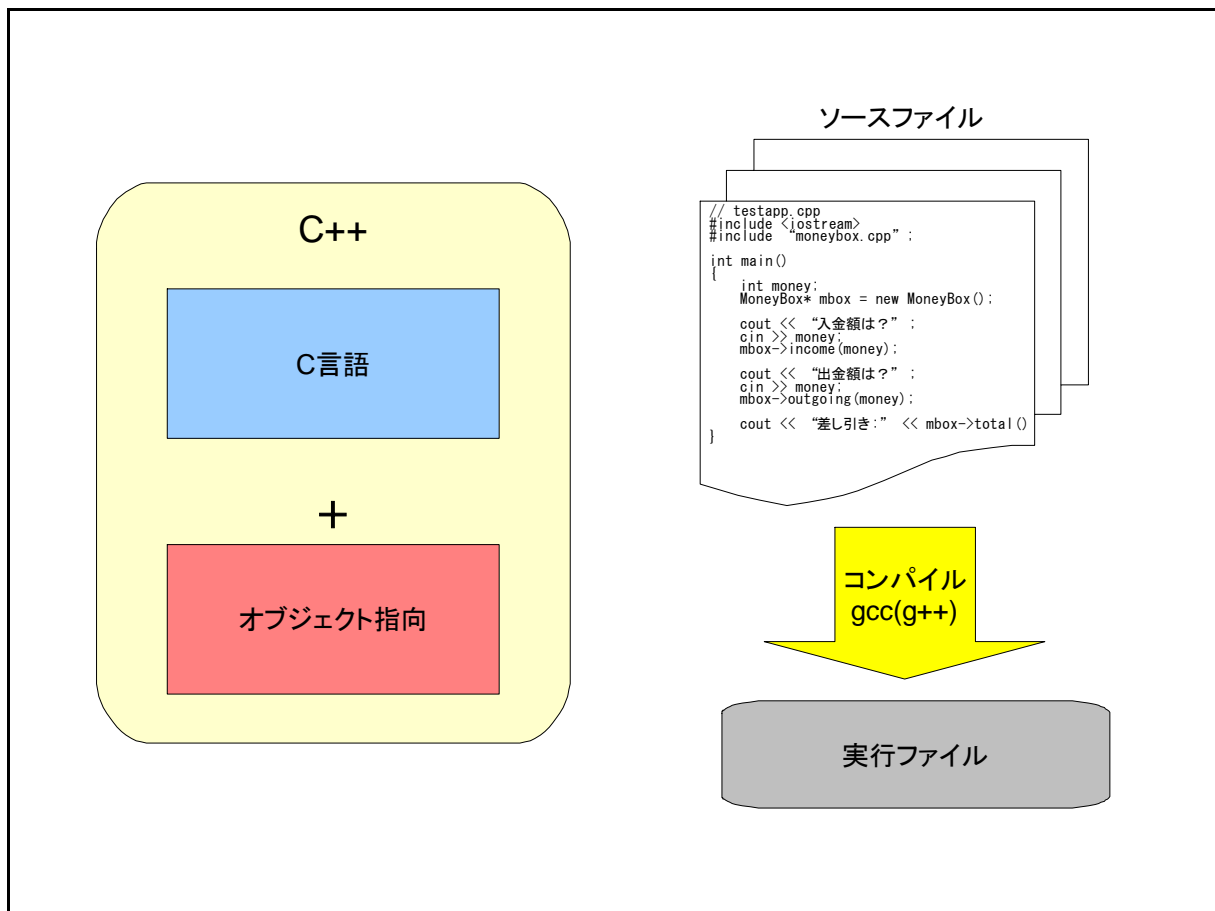 C++
C言語
+
オブジェクト指向
ソースファイル
// testapp.cpp
#include <iostream>
#include “moneybox.cpp”;
int main()
{
int money;
MoneyBox* mbox = new MoneyBox();
cout << “入金額は？”;
cin >> money;
mbox->income(money);
cout << “出金額は？”;
cin >> money;
mbox->outgoing(money);
cout << “差し引き:” << mbox->total()
}
コンパイル
gcc(g++)
実行ファイル